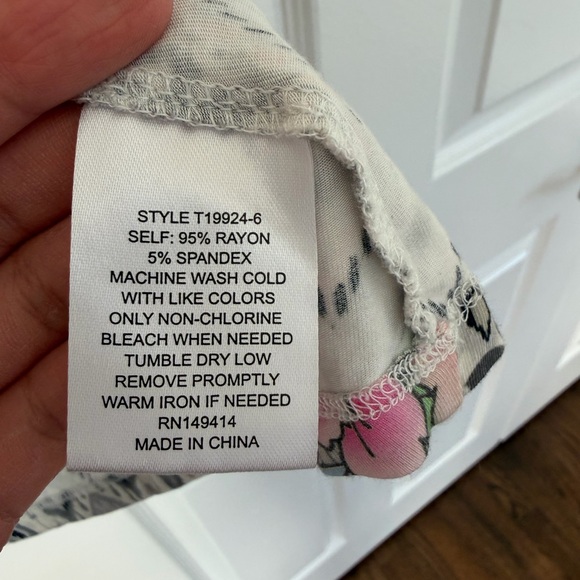 STYLE T19924-6
SELF: 95% RAYON
5% SPANDEX
MACHINE WASH COLD
WITH LIKE COLORS
ONLY NON-CHLORINE
BLEACH WHEN NEEDED
TUMBLE DRY LOW
REMOVE PROMPTLY
WARM IRON IF NEEDED
RN149414
MADE IN CHINA